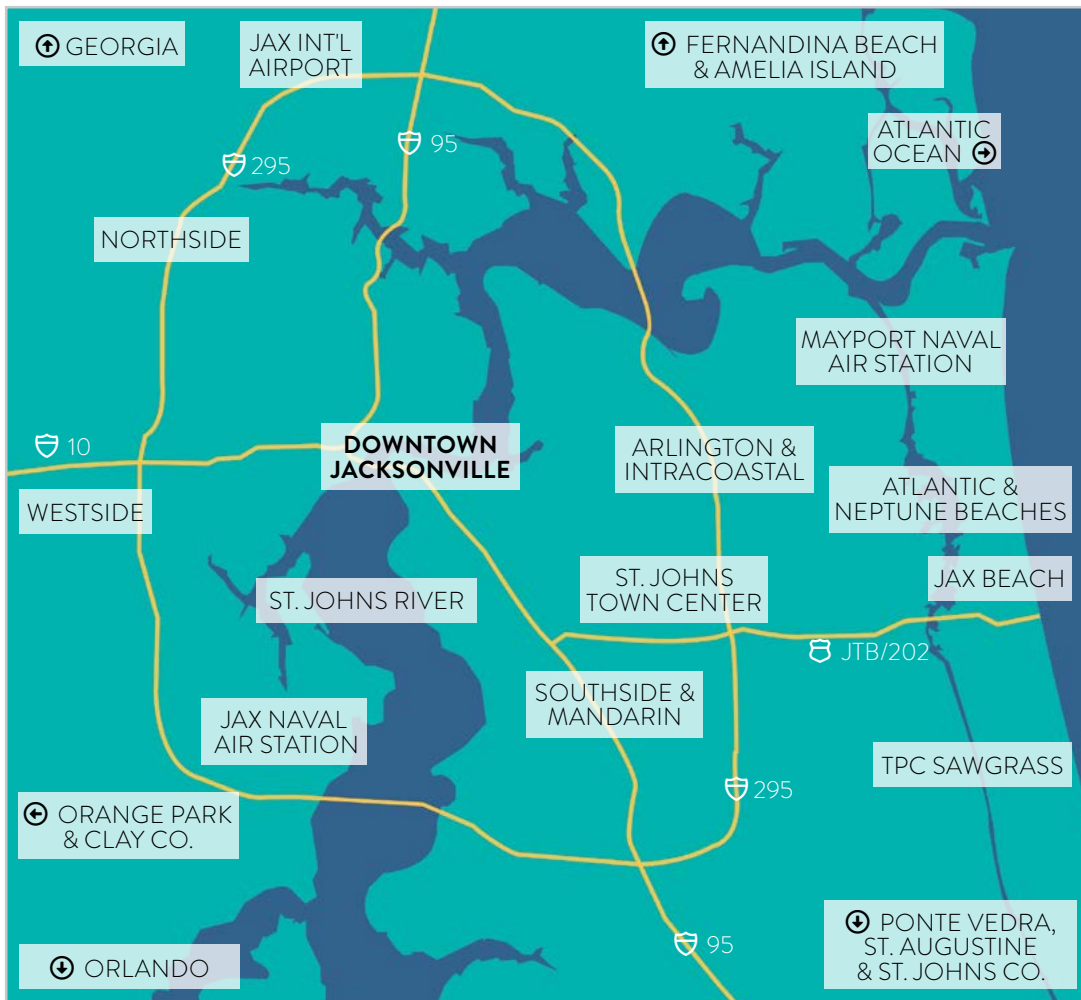 GEORGIA
JAX INT'L
AIRPORT
FERNANDINA BEACH
& AMELIA ISLAND
ATLANTIC
OCEAN
95
295
NORTHSIDE
MAYPORT NAVAL
AIR STATION
10
DOWNTOWN
JACKSONVILLE
ARLINGTON &
INTRACOASTAL
WESTSIDE
ATLANTIC &
NEPTUNE BEACHES
ST. JOHNS RIVER
ST. JOHNS
TOWN CENTER
JAX BEACH
JTB/202
JAX NAVAL
AIR STATION
SOUTHSIDE &
MANDARIN
TPC SAWGRASS
295
ORANGE PARK
& CLAY CO.
95
PONTE VEDRA,
ST. AUGUSTINE
& ST. JOHNS CO.
ORLANDO